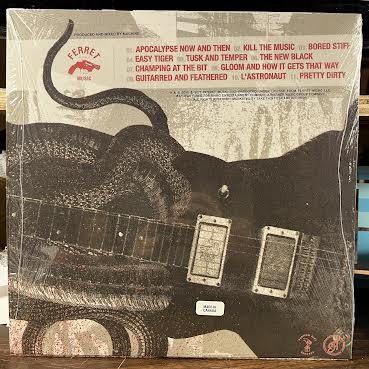 PRODUCED AND MIXED BY MACHINE
FERRET
MUSIC
01. APOCALYPSE NOW AND THEN 02. KILL THE MUSIC 03. BORED STIFF
04. EASY TIGER 05. TUSK AND TEMPER 06. THE NEW BLACK
07. CHAMPING AT THE BIT 08. GLOOM AND HOW IT GETS THAT WAY
09. GUITARRED AND FEATHERED 10. L'ASTRONAUT 11. PRETTY DIRTY
MADE IN
CANADA